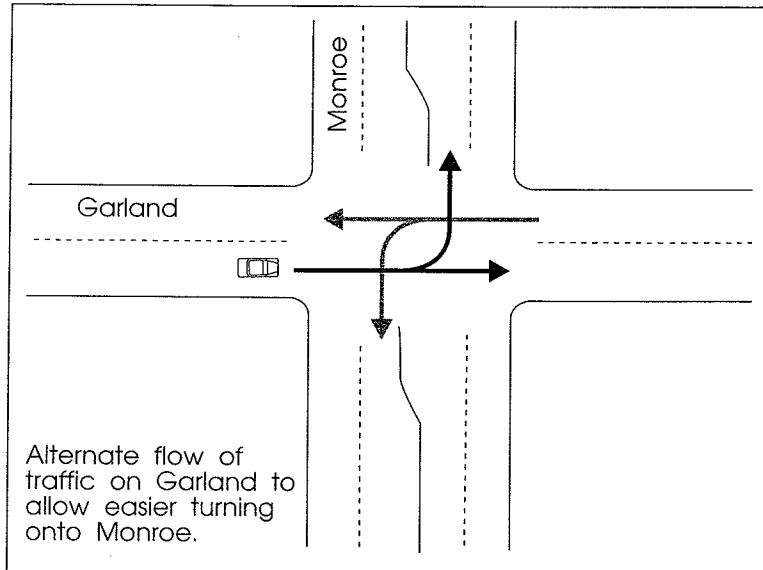 Monroe
Garland
Alternate flow of
traffic on Garland to
allow easier turning
onto Monroe.